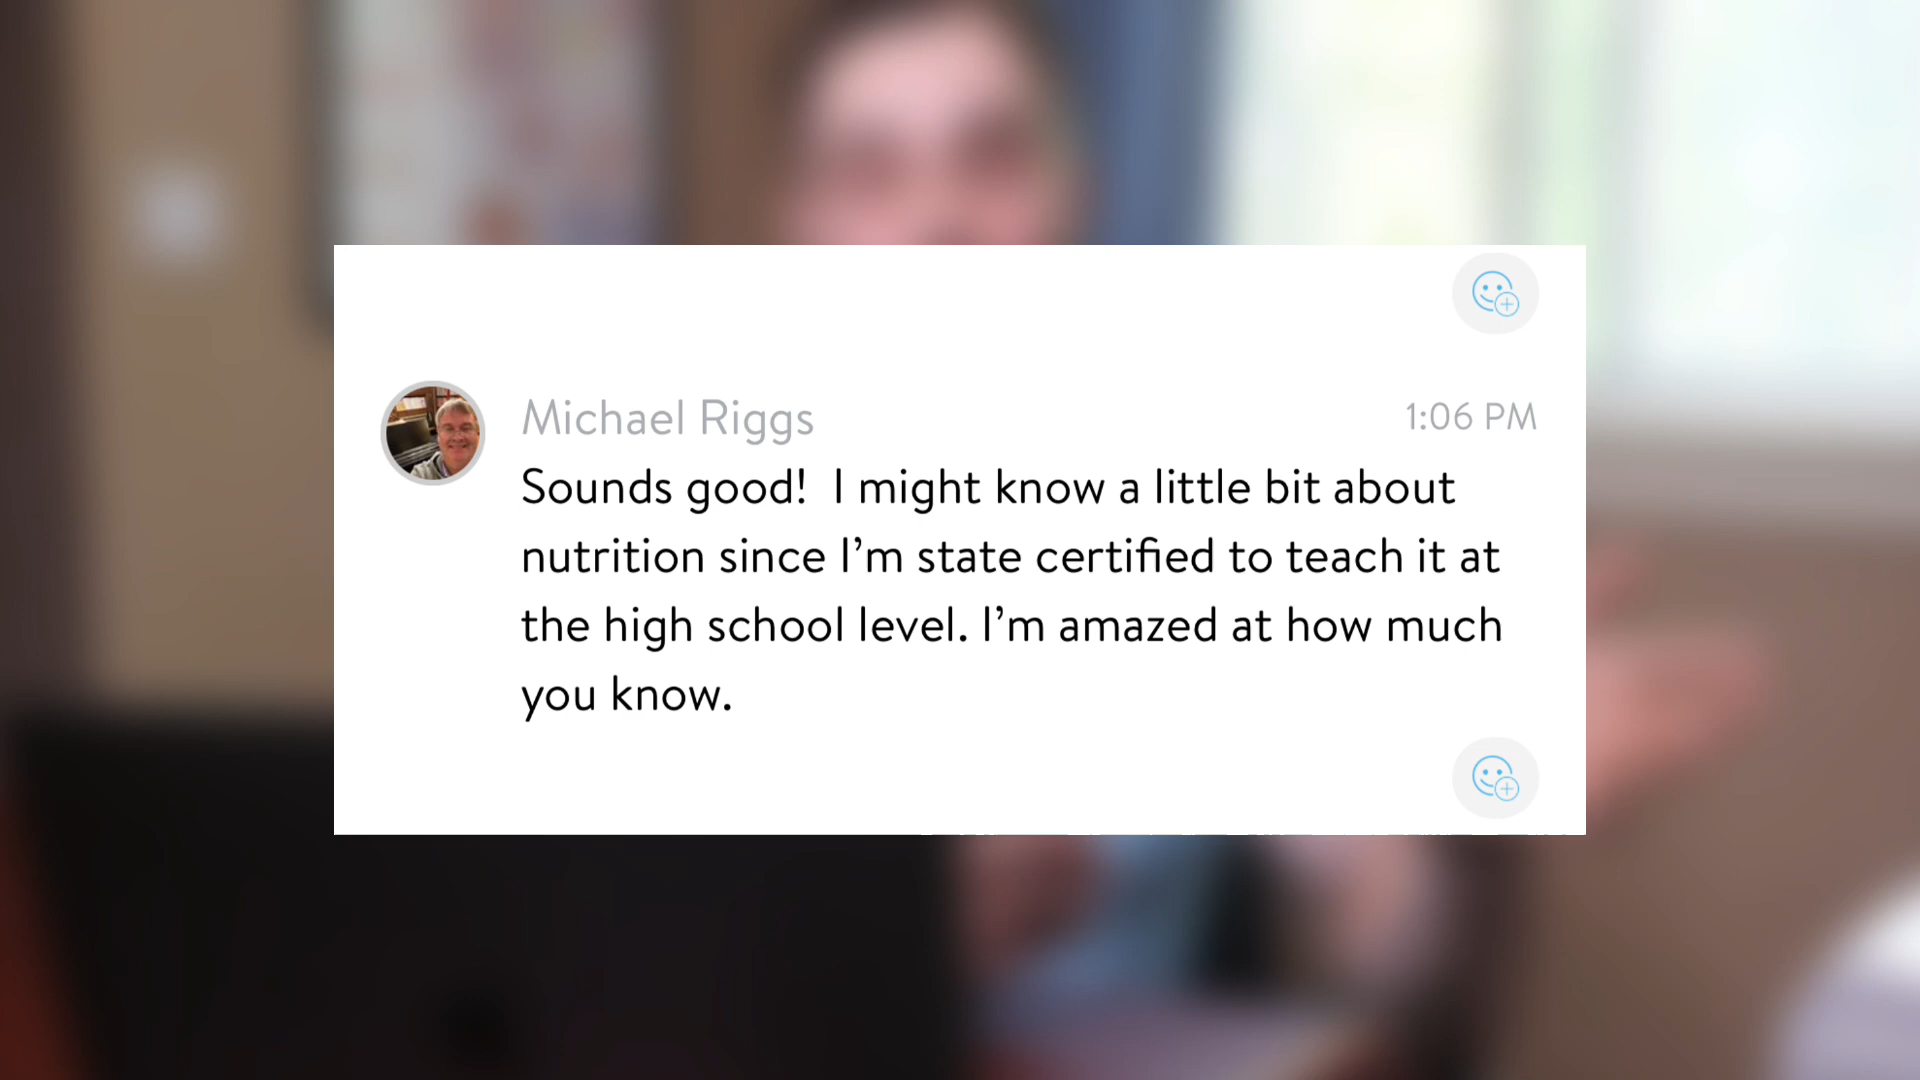 Michael Riggs
1:06 PM
Sounds good!  I might know a little bit about
nutrition since I’m state certified to teach it at
the high school level. I’m amazed at how much
you know.